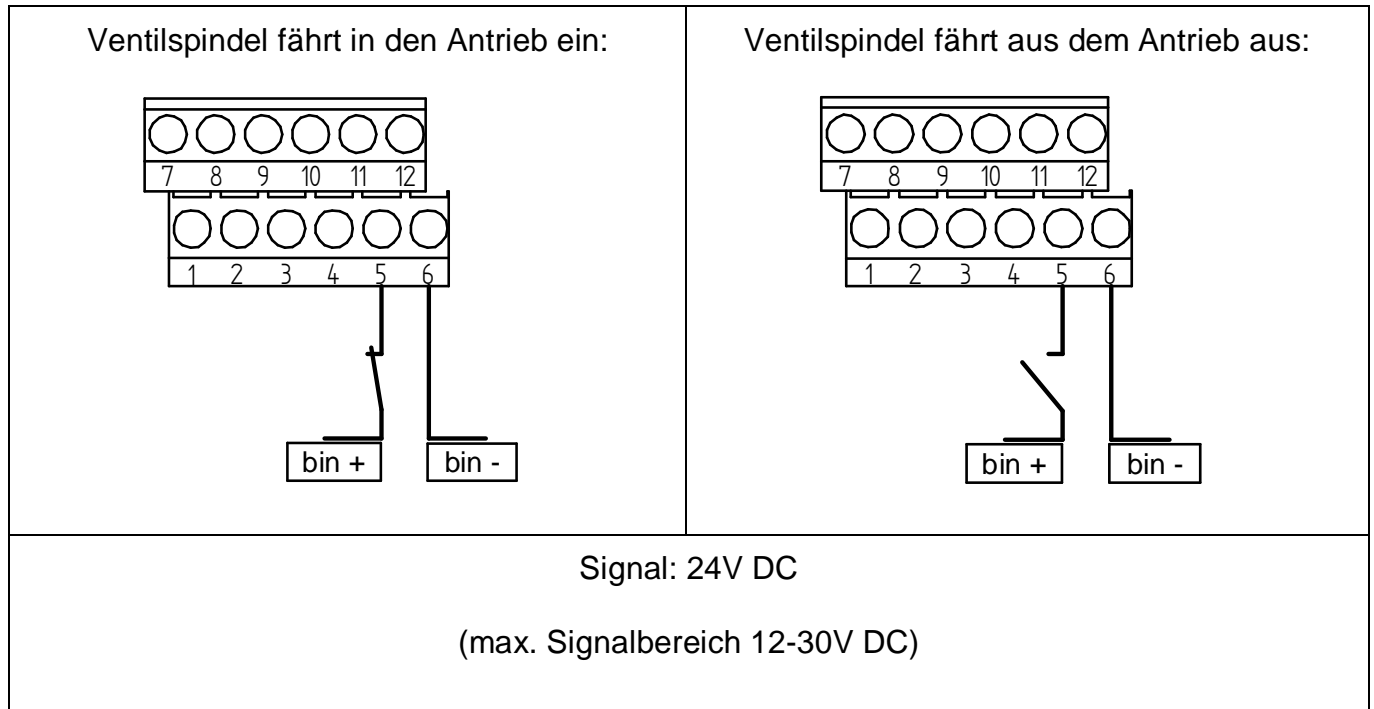 Ventilspindel fährt in den Antrieb ein:
7 8 9 10 11 12
1 2 3 4 5 6
bin + bin -
Ventilspindel fährt aus dem Antrieb aus:
7 8 9 10 11 12
1 2 3 4 5 6
bin + bin -
Signal: 24V DC
(max. Signalbereich 12-30V DC)